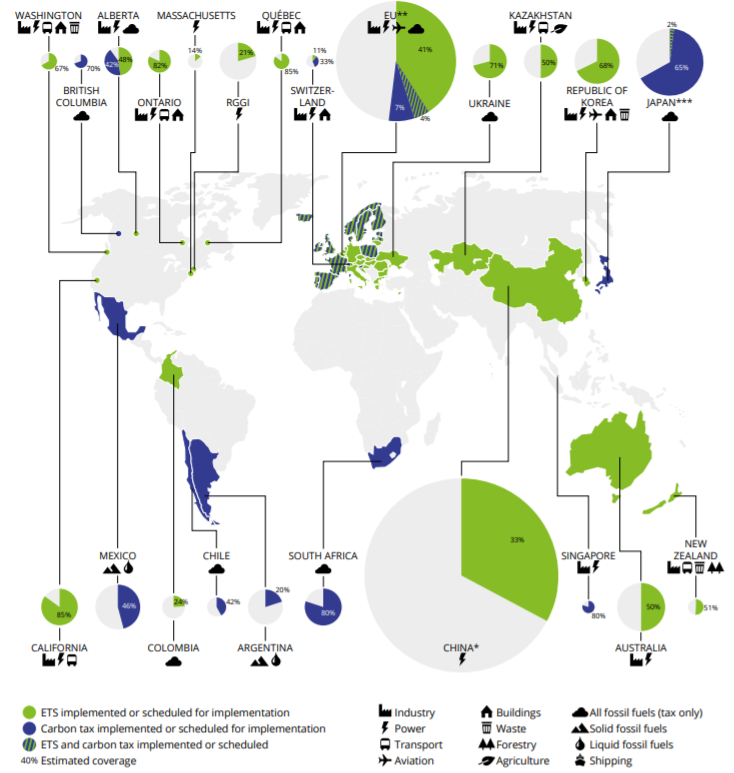 WASHINGTON
ALBERTA
MASSACHUSETTS
QUÉBEC
EU**
KAZAKHSTAN
67%
70%
42%
48%
82%
14%
21%
85%
11%
33%
41%
7%
4%
71%
50%
68%
2%
65%
BRITISH
COLUMBIA
ONTARIO
RGGI
SWITZER-
LAND
UKRAINE
REPUBLIC OF
KOREA
JAPAN***
MEXICO
CHILE
SOUTH AFRICA
SINGAPORE
NEW
ZEALAND
85%
46%
24%
42%
20%
80%
33%
80%
50%
51%
CALIFORNIA
COLOMBIA
ARGENTINA
CHINA*
AUSTRALIA
ETS implemented or scheduled for implementation
Carbon tax implemented or scheduled for implementation
ETS and carbon tax implemented or scheduled
40% Estimated coverage
Industry
Power
Transport
Aviation
Buildings
Waste
Forestry
Agriculture
All fossil fuels (tax only)
Solid fossil fuels
Liquid fossil fuels
Shipping